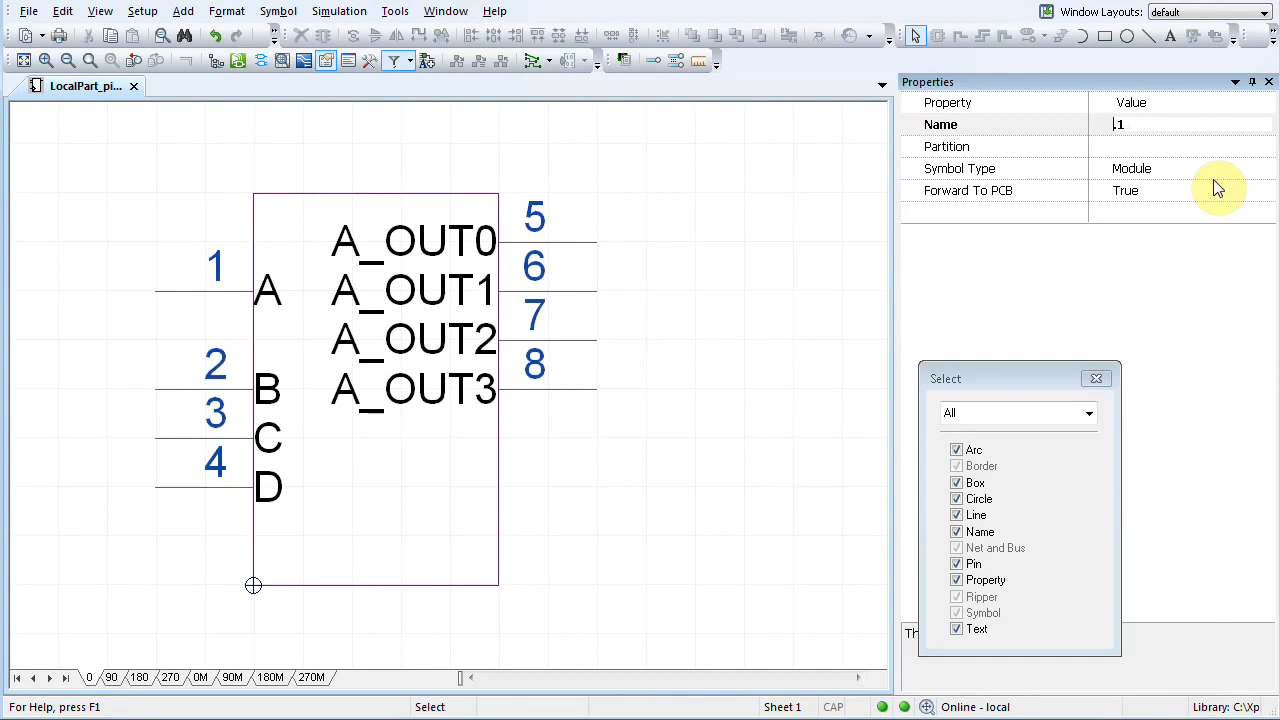 File Edit View Setup Add Format Symbol Simulation Tools Window Help
Window Layouts: default
LocalPart_pi...
Properties
Property Value
Name .1
Partition
Symbol Type Module
Forward To PCB True
1 A
2 B
3 C
4 D
A_OUT0 5
A_OUT1 6
A_OUT2 7
A_OUT3 8
Select
All
Arc
Border
Box
Circle
Line
Name
Net and Bus
Pin
Property
Ripper
Symbol
Text
Th
0 90 180 270 0M 90M 180M 270M
For Help, press F1 Select Sheet 1 CAP Online - local Library: C:\Xp